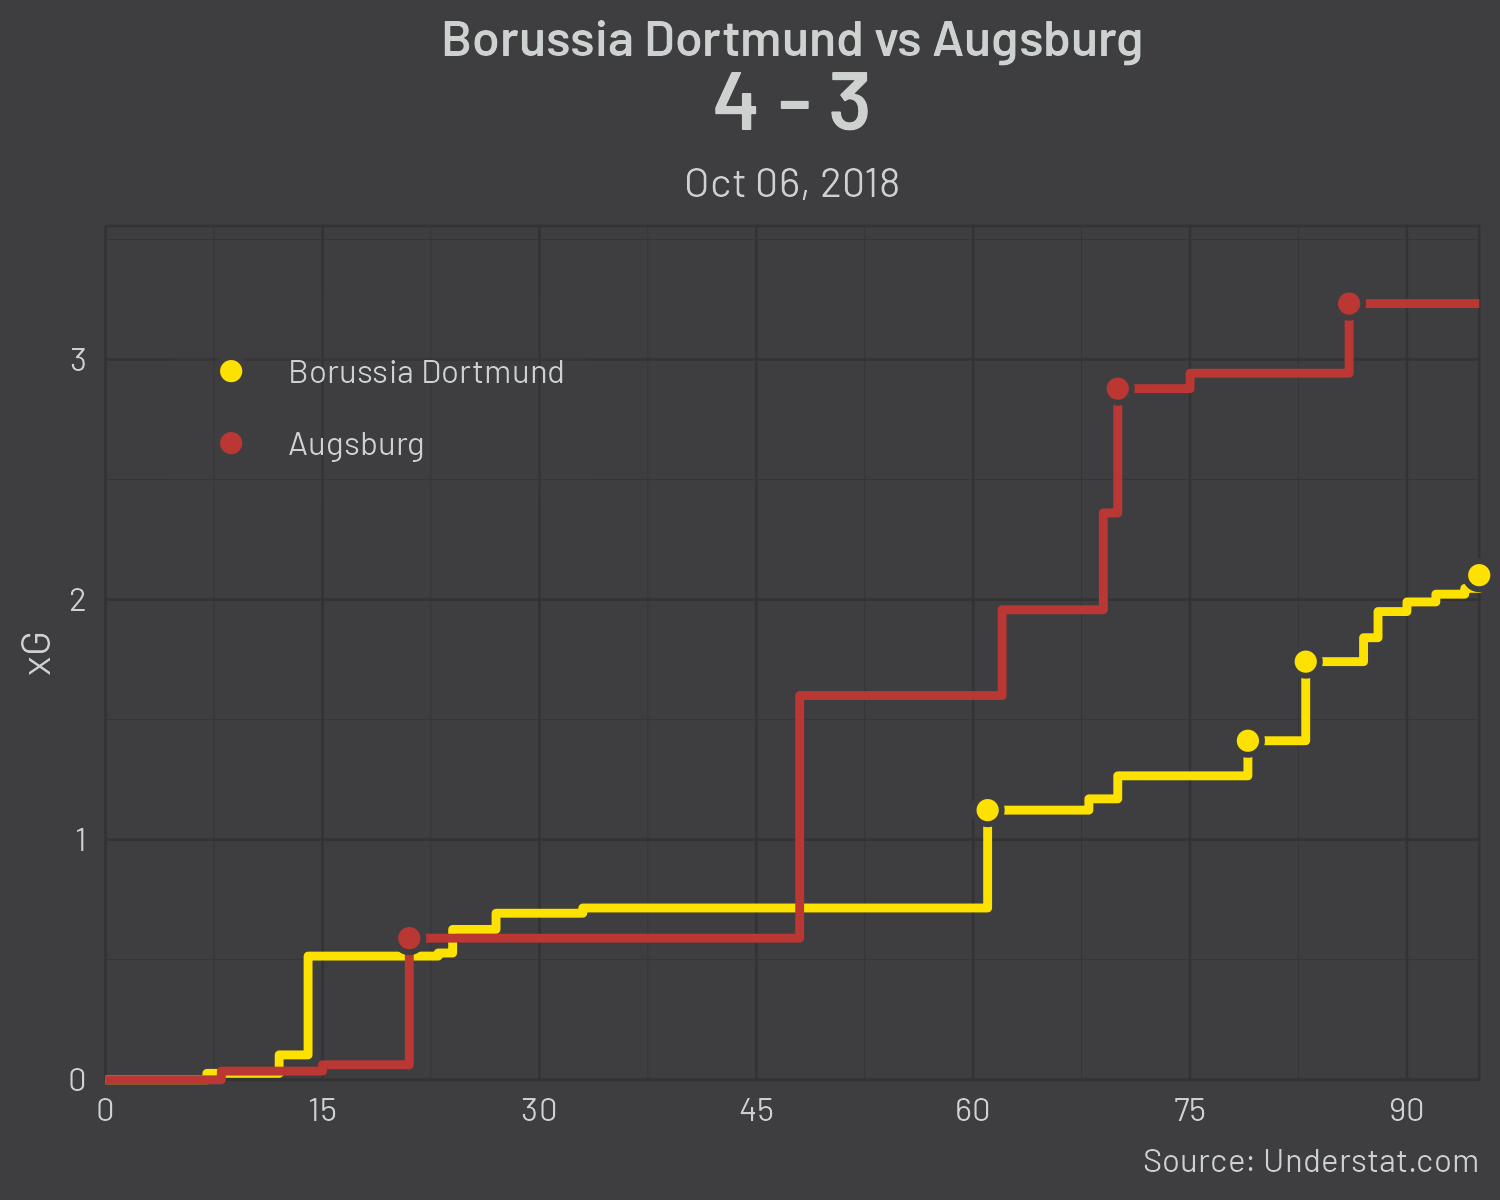 Borussia Dortmund vs Augsburg
4 - 3
Oct 06, 2018
3
Borussia Dortmund
Augsburg
2
xG
1
0
0 15 30 45 60 75 90
Source: Understat.com